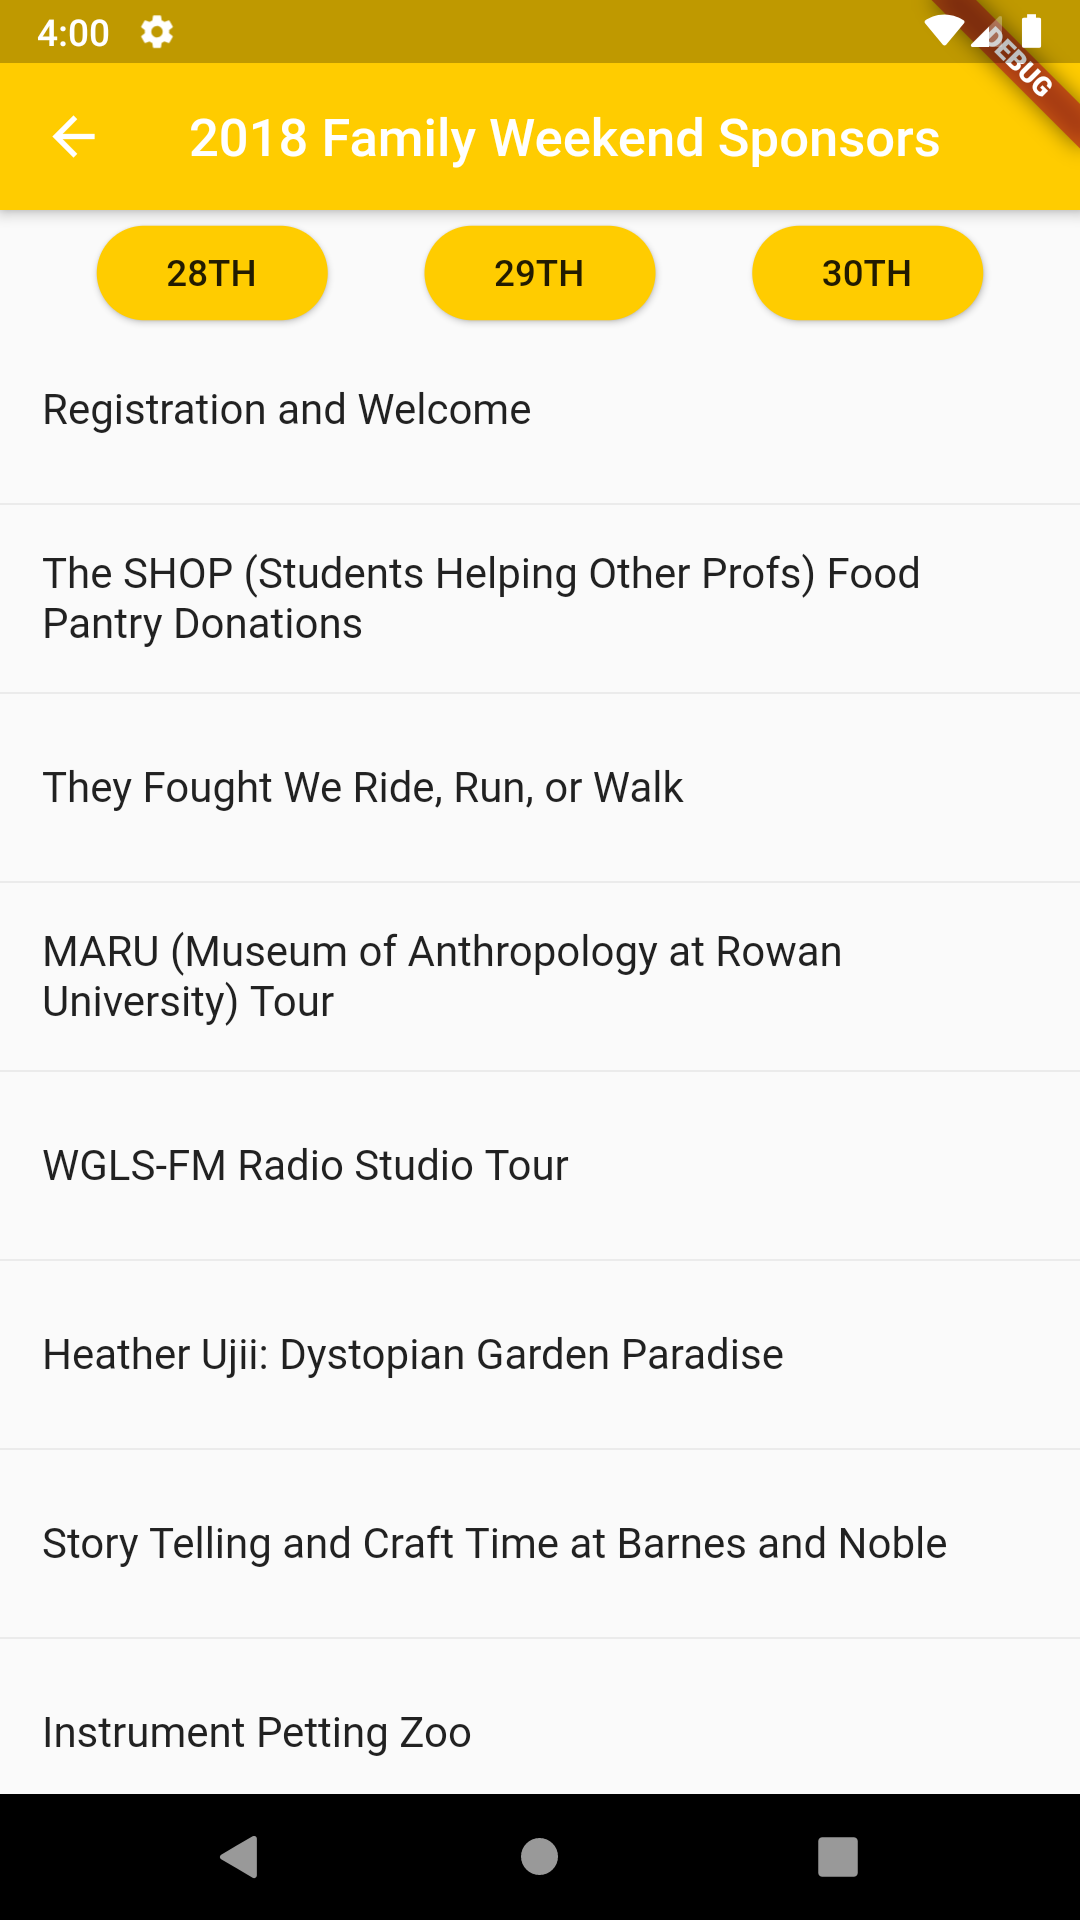 4:00
DEBUG
2018 Family Weekend Sponsors
28TH 29TH 30TH
Registration and Welcome
The SHOP (Students Helping Other Profs) Food
Pantry Donations
They Fought We Ride, Run, or Walk
MARU (Museum of Anthropology at Rowan
University) Tour
WGLS-FM Radio Studio Tour
Heather Ujii: Dystopian Garden Paradise
Story Telling and Craft Time at Barnes and Noble
Instrument Petting Zoo